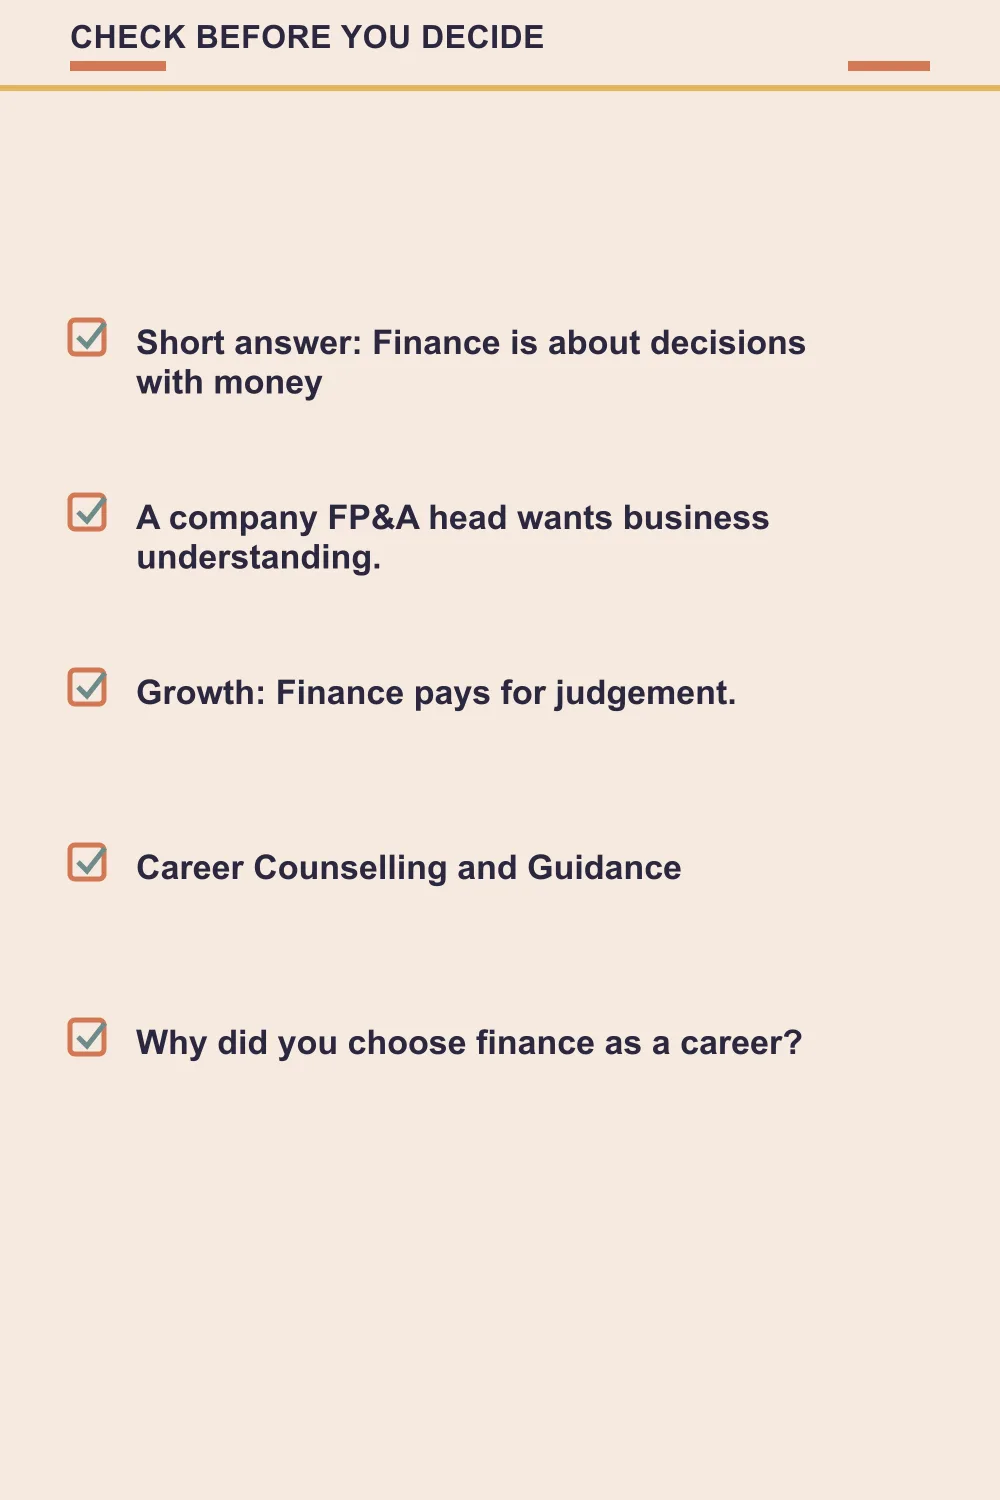 CHECK BEFORE YOU DECIDE
Short answer: Finance is about decisions
with money
A company FP&A head wants business
understanding.
Growth: Finance pays for judgement.
Career Counselling and Guidance
Why did you choose finance as a career?